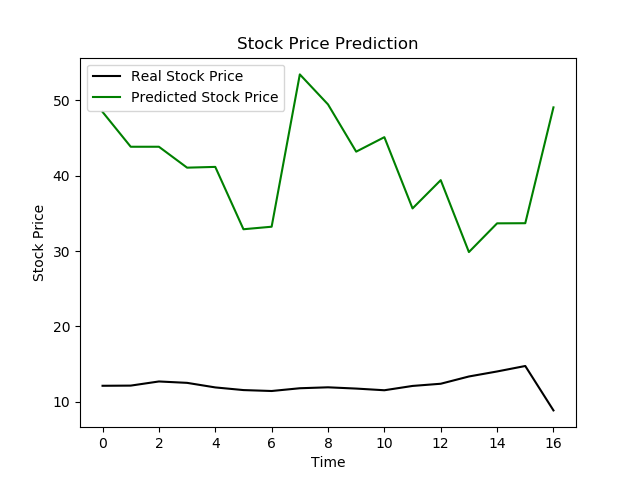 Stock Price Prediction
Real Stock Price
Predicted Stock Price
Stock Price
50
40
30
20
10
0 2 4 6 8 10 12 14 16
Time